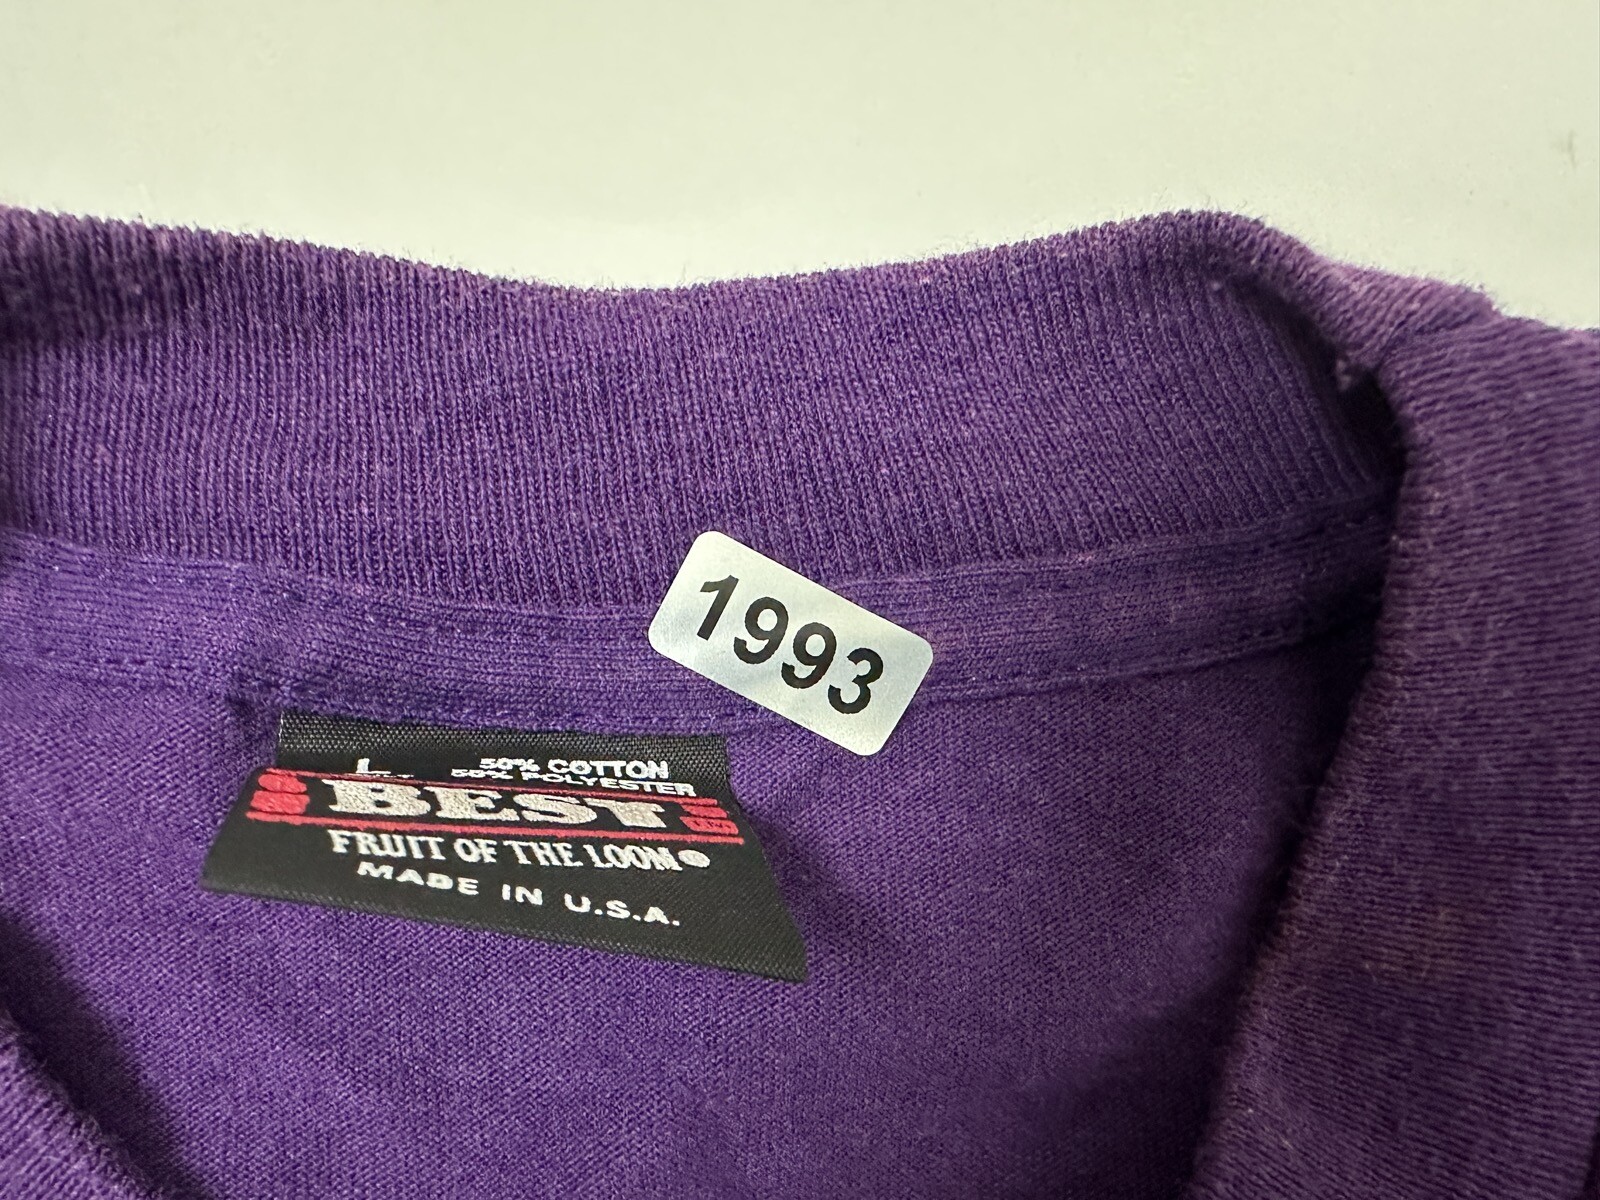 1993
L 50% COTTON
50% POLYESTER
BEST
FRUIT OF THE LOOM
MADE IN U.S.A.